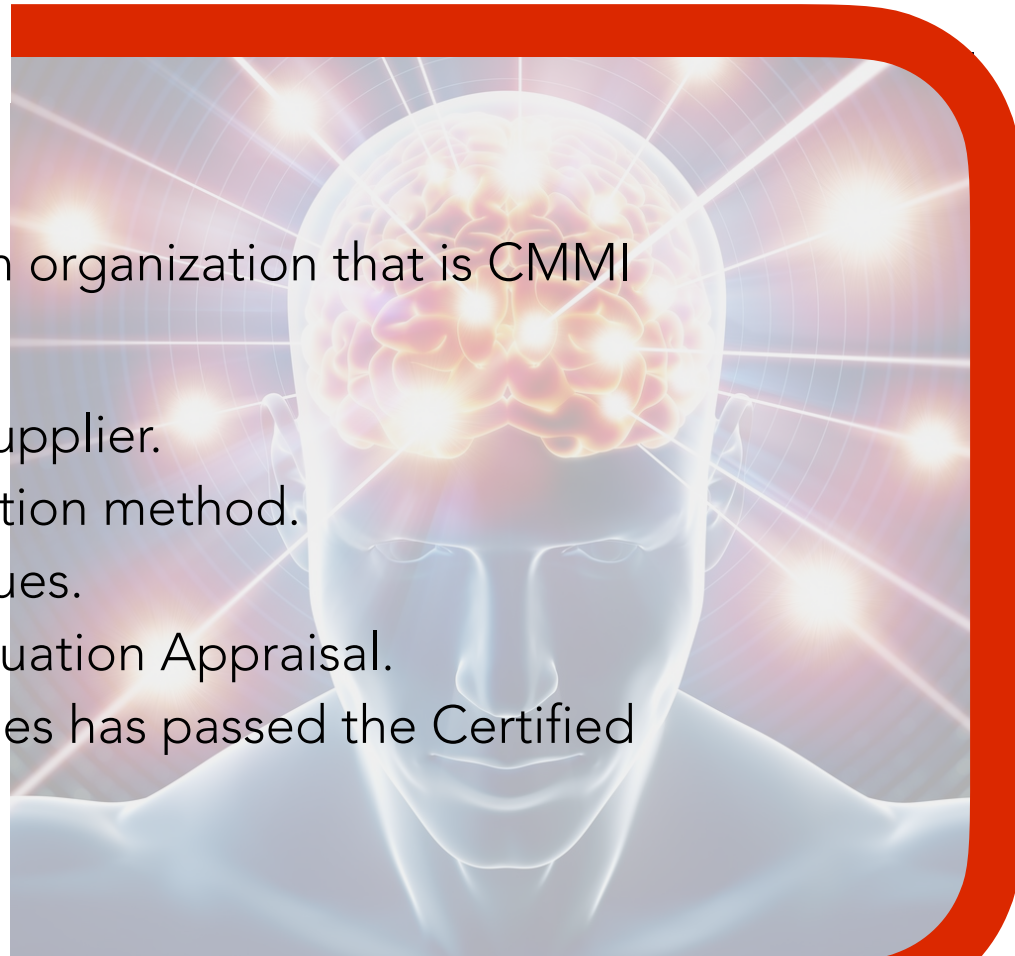 n organization that is CMMI
upplier.
tion method.
ues.
uation Appraisal.
es has passed the Certified